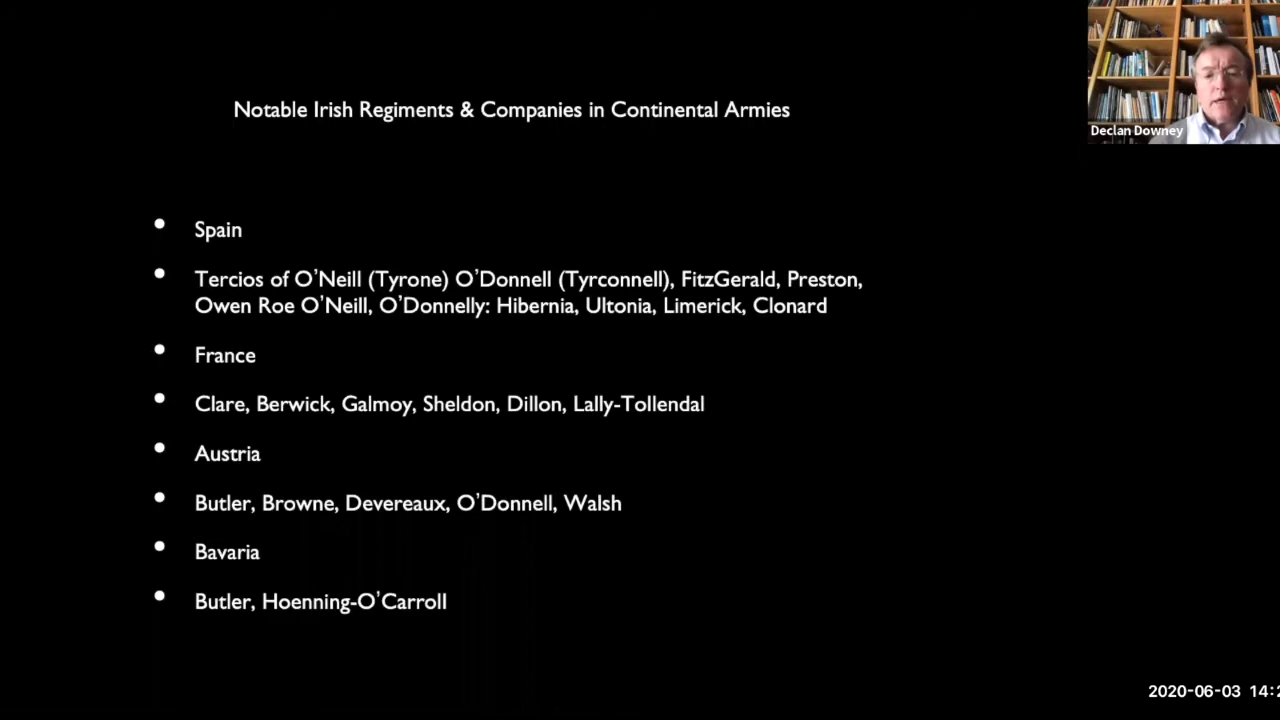 Notable Irish Regiments & Companies in Continental Armies
Declan Downey
• Spain
• Tercios of O’Neill (Tyrone) O’Donnell (Tyrconnell), FitzGerald, Preston,
Owen Roe O’Neill, O’Donnelly: Hibernia, Ultonia, Limerick, Clonard
• France
• Clare, Berwick, Galmoy, Sheldon, Dillon, Lally-Tollendal
• Austria
• Butler, Browne, Devereaux, O’Donnell, Walsh
• Bavaria
• Butler, Hoenning-O’Carroll
2020-06-03